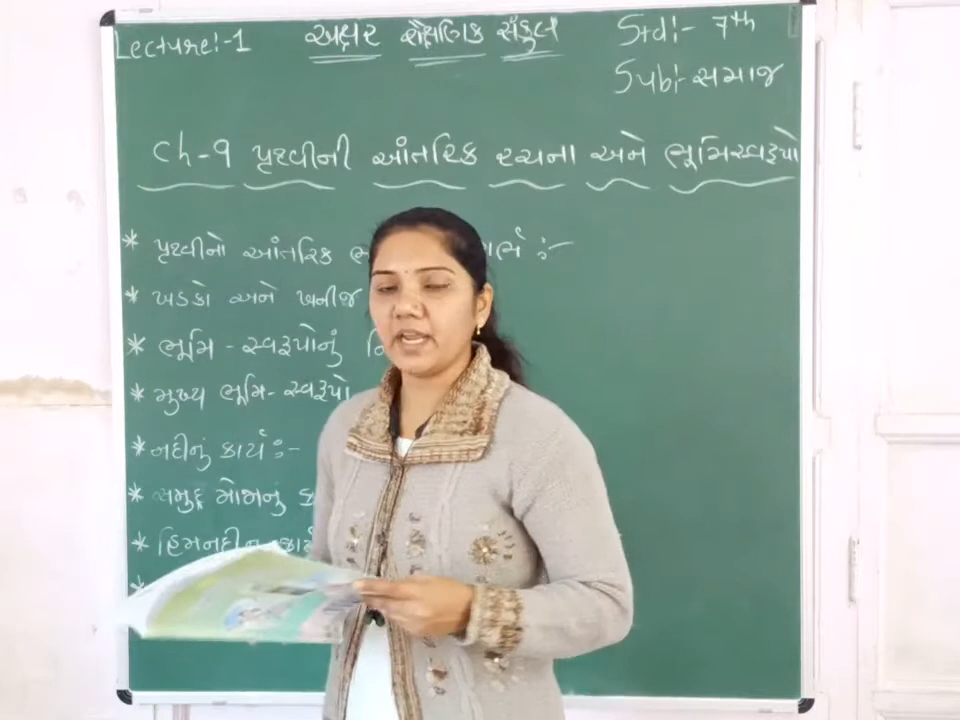 Lecture:-1
અક્ષર શૈક્ષણિક સંકુલ
Std:- 7th
Sub:- સમાજ
Ch-9 પૃથ્વીની આંતરિક રચના અને ભૂમિસ્વરૂપો
* પૃથ્વીનો આંતરિક :-
* ખડકો અને ખનીજ
* ભૂમિ - સ્વરૂપોનું
* મુખ્ય ભૂમિ - સ્વરૂપો
* નદીનું કાર્ય :-
* સમુદ્ર મોજાનું
* હિમનદીનું કાર્ય
*